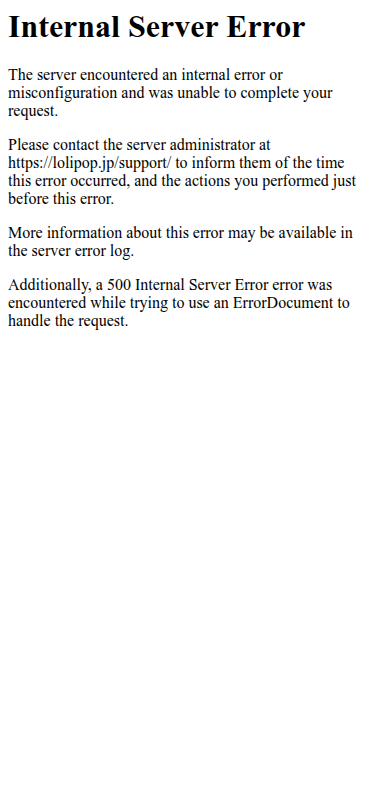 Internal Server Error
The server encountered an internal error or
misconfiguration and was unable to complete your
request.
Please contact the server administrator at
https://lolipop.jp/support/ to inform them of the time
this error occurred, and the actions you performed just
before this error.
More information about this error may be available in
the server error log.
Additionally, a 500 Internal Server Error error was
encountered while trying to use an ErrorDocument to
handle the request.